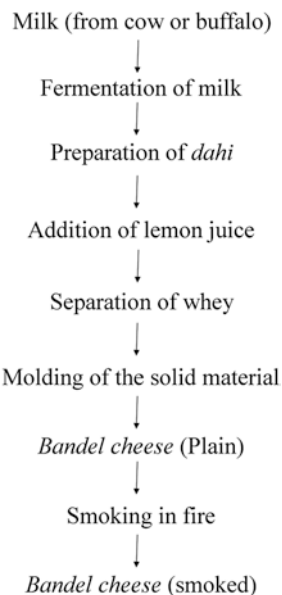 Milk (from cow or buffalo)
Fermentation of milk
Preparation of dahi
Addition of lemon juice
Separation of whey
Molding of the solid material
Bandel cheese (Plain)
Smoking in fire
Bandel cheese (smoked)